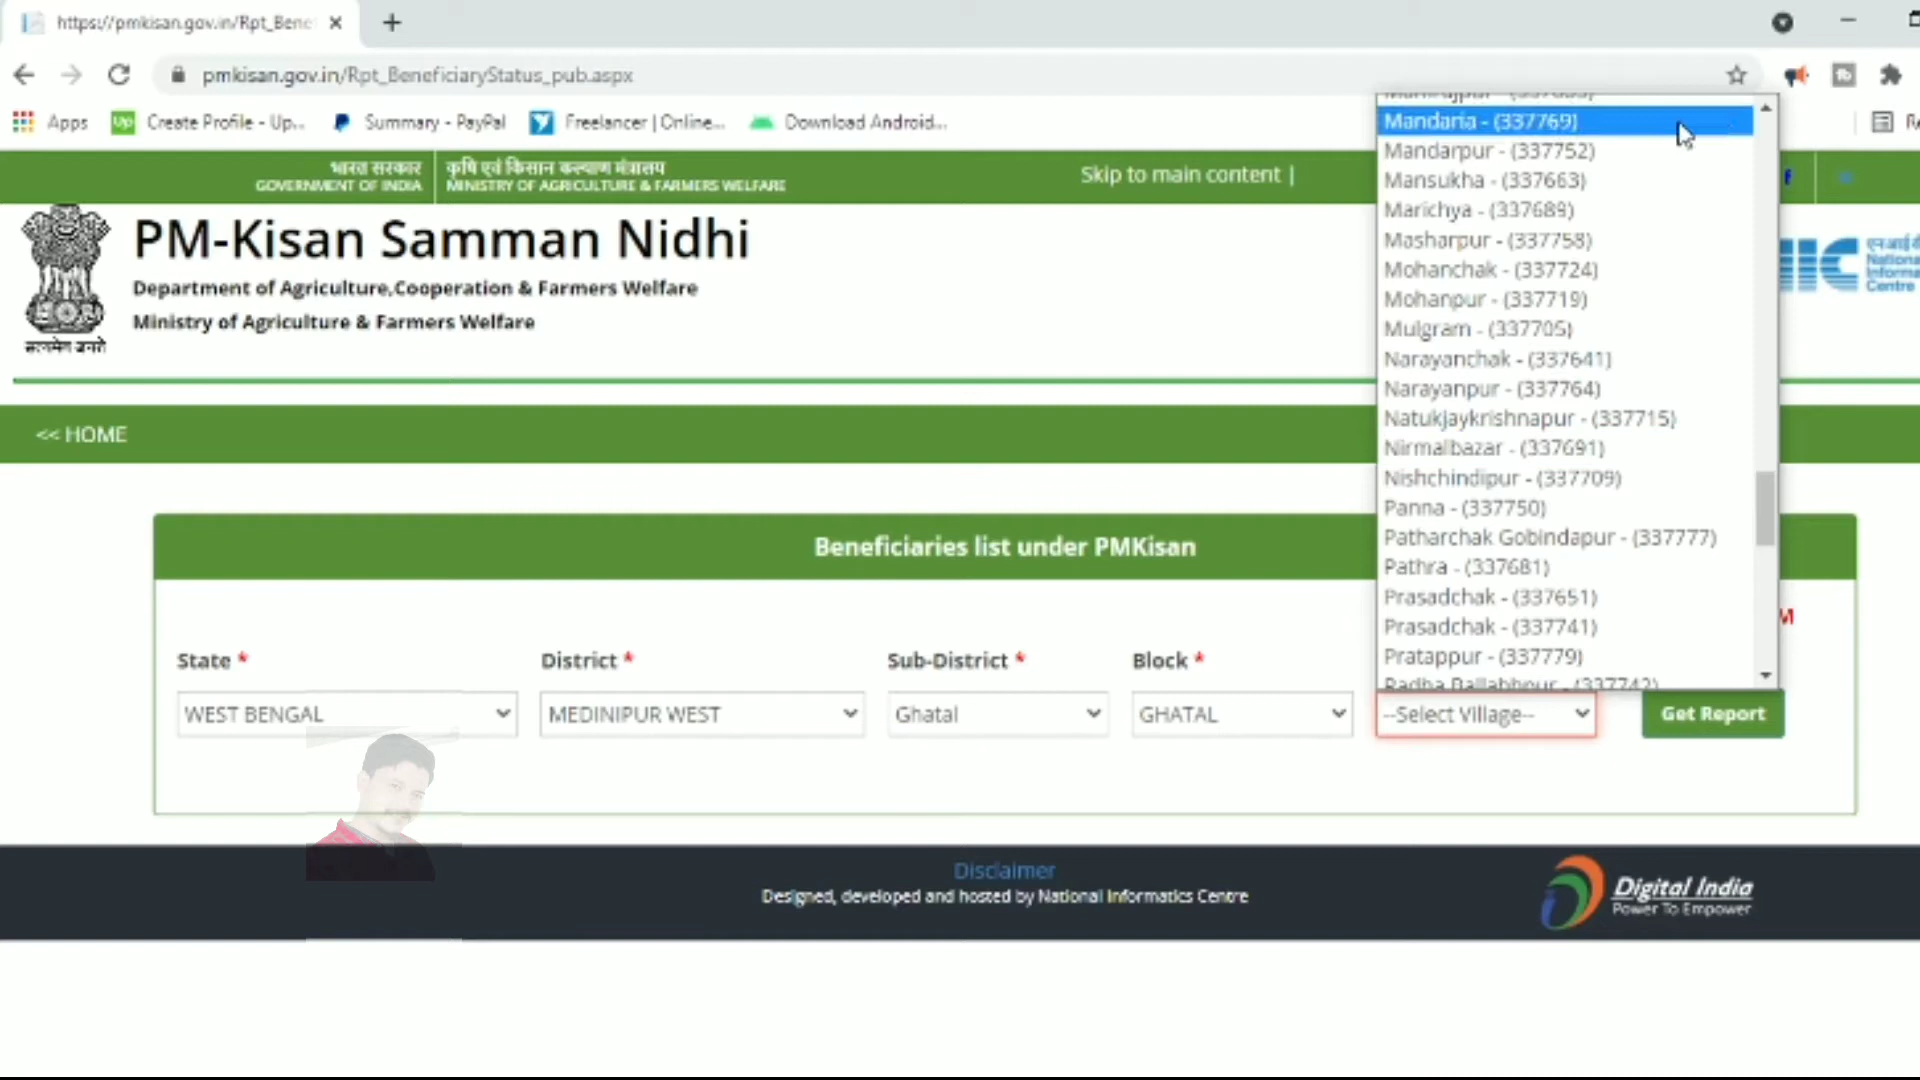 https://pmkisan.gov.in/Rpt_Bene
pmkisan.gov.in/Rpt_BeneficiaryStatus_pub.aspx
Apps
Up
Create Profile - Up...
Summary - PayPal
Freelancer | Online...
Download Android...
भारत सरकार
GOVERNMENT OF INDIA
कृषि एवं किसान कल्याण मंत्रालय
MINISTRY OF AGRICULTURE & FARMERS WELFARE
Skip to main content |
PM-Kisan Samman Nidhi
Department of Agriculture,Cooperation & Farmers Welfare
Ministry of Agriculture & Farmers Welfare
सत्यमेव जयते
<< HOME
Mandaria - (337769)
Mandarpur - (337752)
Mansukha - (337663)
Marichya - (337689)
Masharpur - (337758)
Mohanchak - (337724)
Mohanpur - (337719)
Mulgram - (337705)
Narayanchak - (337641)
Narayanpur - (337764)
Natukjaykrishnapur - (337715)
Nirmalbazar - (337691)
Nishchindipur - (337709)
Panna - (337750)
Patharchak Gobindapur - (337777)
Pathra - (337681)
Prasadchak - (337651)
Prasadchak - (337741)
Pratappur - (337779)
Radha Ballabhpur - (337742)
Beneficiaries list under PMKisan
State *
District *
Sub-District *
Block *
WEST BENGAL
MEDINIPUR WEST
Ghatal
GHATAL
--Select Village--
Get Report
Disclaimer
Designed, developed and hosted by National Informatics Centre
Digital India
Power To Empower